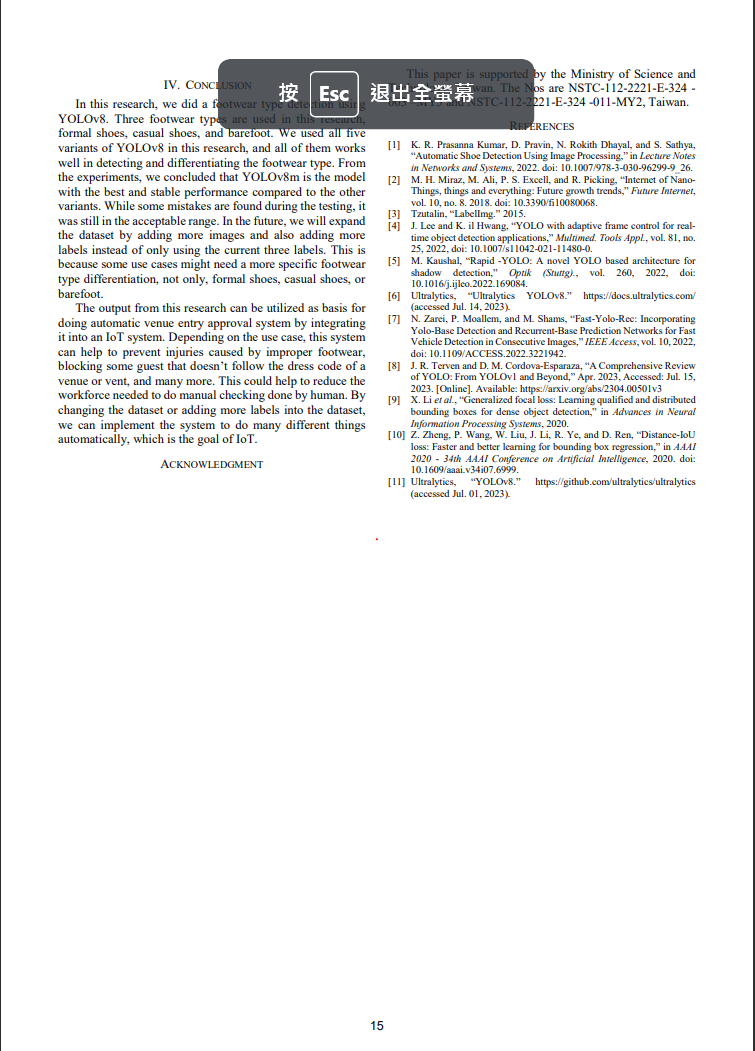 按 Esc 退出全螢幕
IV. CONCLUSION
In this research, we did a footwear type detection using
YOLOv8. Three footwear types are used in this research,
formal shoes, casual shoes, and barefoot. We used all five
variants of YOLOv8 in this research, and all of them works
well in detecting and differentiating the footwear type. From
the experiments, we concluded that YOLOv8m is the model
with the best and stable performance compared to the other
variants. While some mistakes are found during the testing, it
was still in the acceptable range. In the future, we will expand
the dataset by adding more images and also adding more
labels instead of only using the current three labels. This is
because some use cases might need a more specific footwear
type differentiation, not only, formal shoes, casual shoes, or
barefoot.
The output from this research can be utilized as basis for
doing automatic venue entry approval system by integrating
it into an IoT system. Depending on the use case, this system
can help to prevent injuries caused by improper footwear,
blocking some guest that doesn't follow the dress code of a
venue or vent, and many more. This could help to reduce the
workforce needed to do manual checking done by human. By
changing the dataset or adding more labels into the dataset,
we can implement the system to do many different things
automatically, which is the goal of IoT.
ACKNOWLEDGMENT
This paper is supported by the Ministry of Science and
The Nos are NSTC-112-2221-E-324 -
and NSTC-112-2221-E-324 -011-MY2, Taiwan.
REFERENCES
[1] K. R. Prasanna Kumar, D. Pravin, N. Rokith Dhayal, and S. Sathya,
“Automatic Shoe Detection Using Image Processing,” in Lecture Notes
in Networks and Systems, 2022. doi: 10.1007/978-3-030-96299-9_26.
[2] M. H. Miraz, M. Ali, P. S. Excell, and R. Picking, “Internet of Nano-
Things, things and everything: Future growth trends,” Future Internet,
vol. 10, no. 8. 2018. doi: 10.3390/fi10080068.
[3] Tzutalin, “LabelImg.” 2015.
[4] J. Lee and K. il Hwang, “YOLO with adaptive frame control for real-
time object detection applications,” Multimed. Tools Appl., vol. 81, no.
25, 2022, doi: 10.1007/s11042-021-11480-0.
[5] M. Kaushal, “Rapid -YOLO: A novel YOLO based architecture for
shadow detection,” Optik (Stuttg)., vol. 260, 2022, doi:
10.1016/j.ijleo.2022.169084.
[6] Ultralytics, “Ultralytics YOLOv8.” https://docs.ultralytics.com/
(accessed Jul. 14, 2023).
[7] N. Zarei, P. Moallem, and M. Shams, “Fast-Yolo-Rec: Incorporating
Yolo-Base Detection and Recurrent-Base Prediction Networks for Fast
Vehicle Detection in Consecutive Images,” IEEE Access, vol. 10, 2022,
doi: 10.1109/ACCESS.2022.3221942.
[8] J. R. Terven and D. M. Cordova-Esparaza, “A Comprehensive Review
of YOLO: From YOLOv1 and Beyond,” Apr. 2023, Accessed: Jul. 15,
2023. [Online]. Available: https://arxiv.org/abs/2304.00501v3
[9] X. Li et al., “Generalized focal loss: Learning qualified and distributed
bounding boxes for dense object detection,” in Advances in Neural
Information Processing Systems, 2020.
[10] Z. Zheng, P. Wang, W. Liu, J. Li, R. Ye, and D. Ren, “Distance-IoU
loss: Faster and better learning for bounding box regression,” in AAAI
2020 - 34th AAAI Conference on Artificial Intelligence, 2020. doi:
10.1609/aaai.v34i07.6999.
[11] Ultralytics, “YOLOv8.” https://github.com/ultralytics/ultralytics
(accessed Jul. 01, 2023).
15